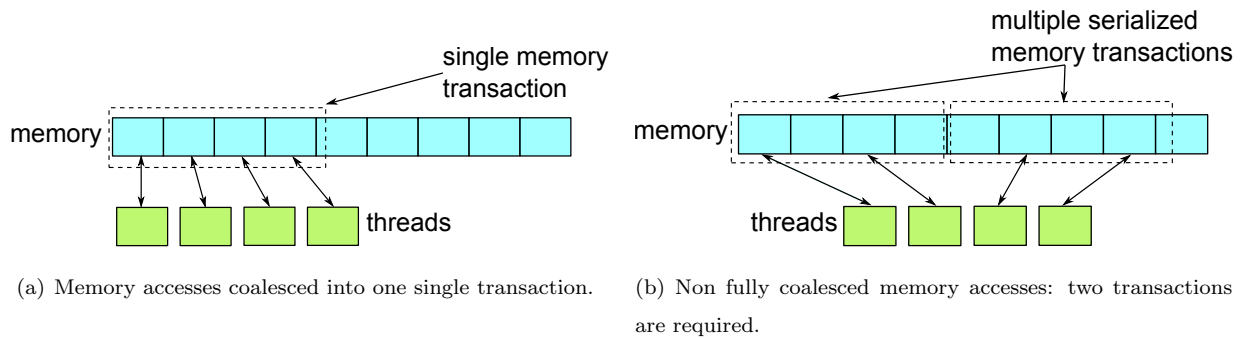 single memory
transaction
memory
threads
(a) Memory accesses coalesced into one single transaction.
multiple serialized
memory transactions
memory
threads
(b) Non fully coalesced memory accesses: two transactions
are required.